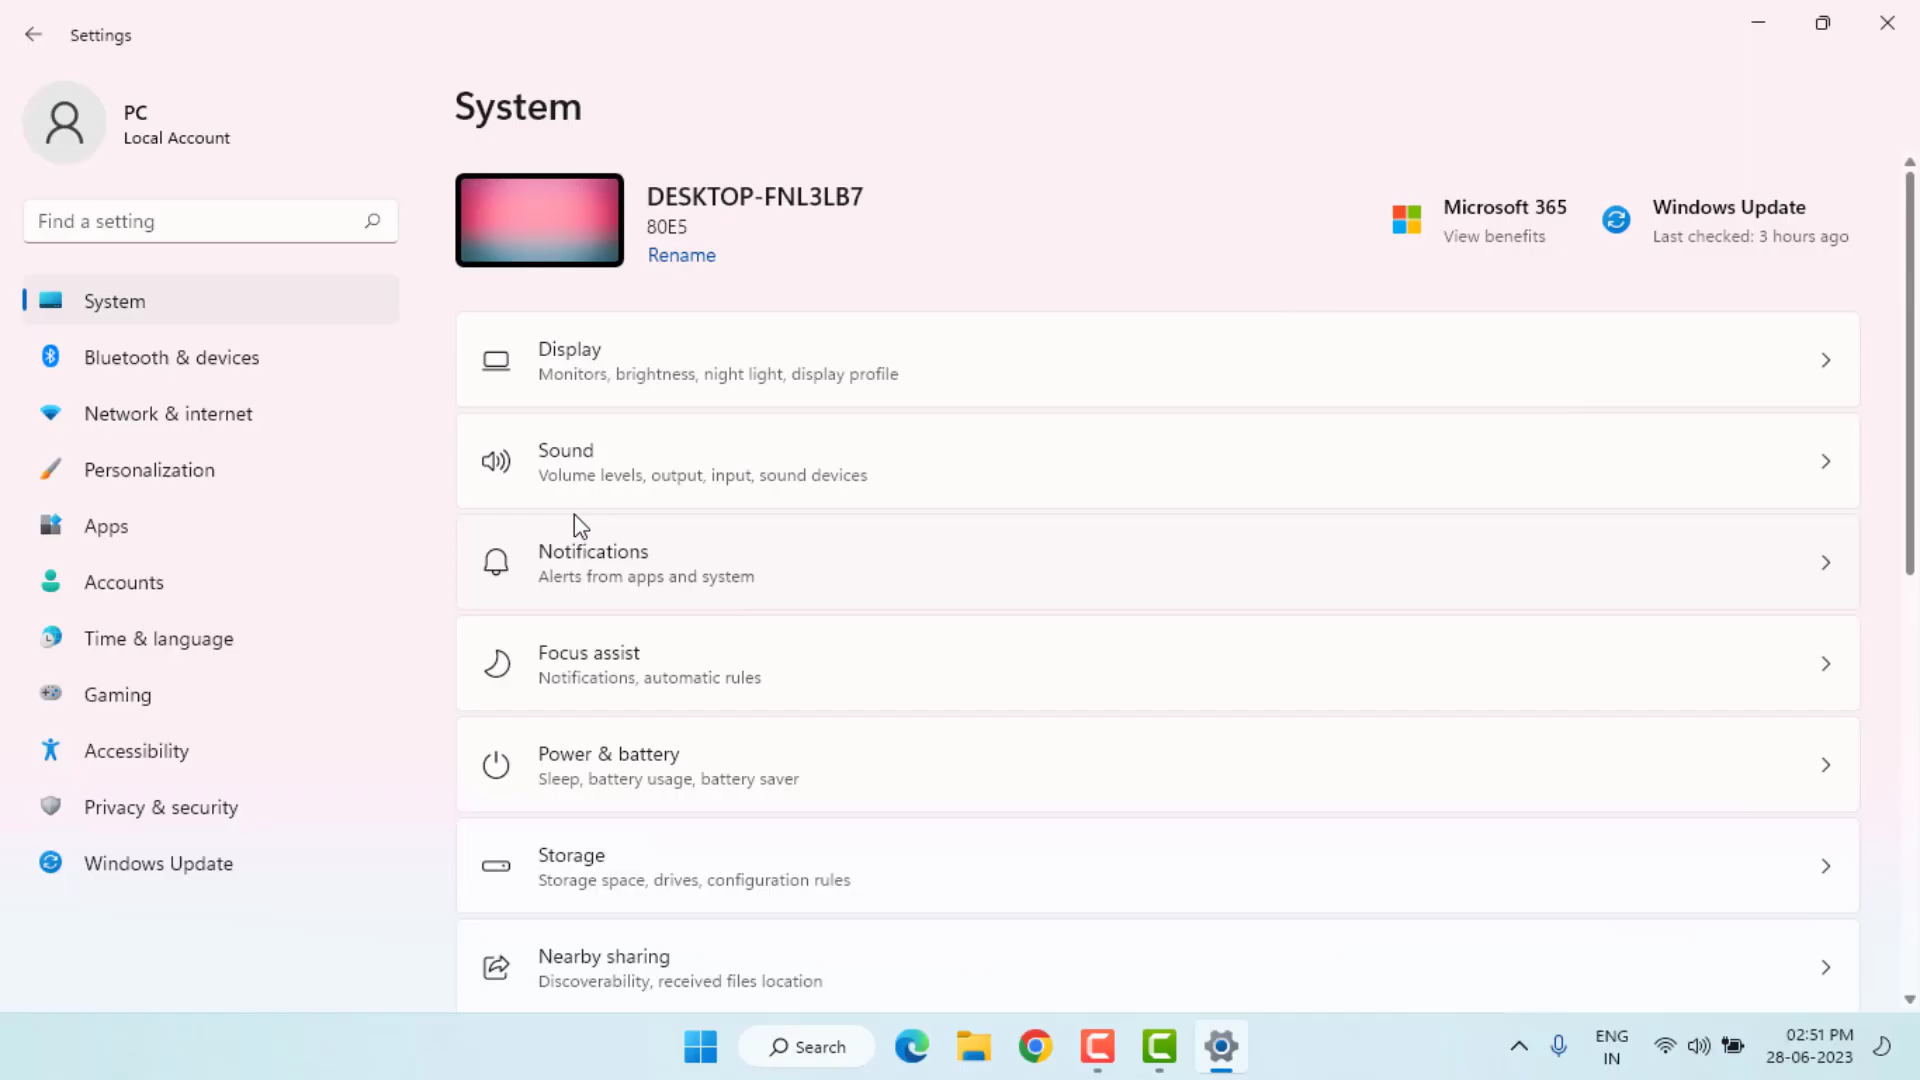 Settings
PC
Local Account
Find a setting
System
Bluetooth & devices
Network & internet
Personalization
Apps
Accounts
Time & language
Gaming
Accessibility
Privacy & security
Windows Update
System
DESKTOP-FNL3LB7
80E5
Rename
Microsoft 365
View benefits
Windows Update
Last checked: 3 hours ago
Display
Monitors, brightness, night light, display profile
Sound
Volume levels, output, input, sound devices
Notifications
Alerts from apps and system
Focus assist
Notifications, automatic rules
Power & battery
Sleep, battery usage, battery saver
Storage
Storage space, drives, configuration rules
Nearby sharing
Discoverability, received files location
Search
ENG
IN
02:51 PM
28-06-2023